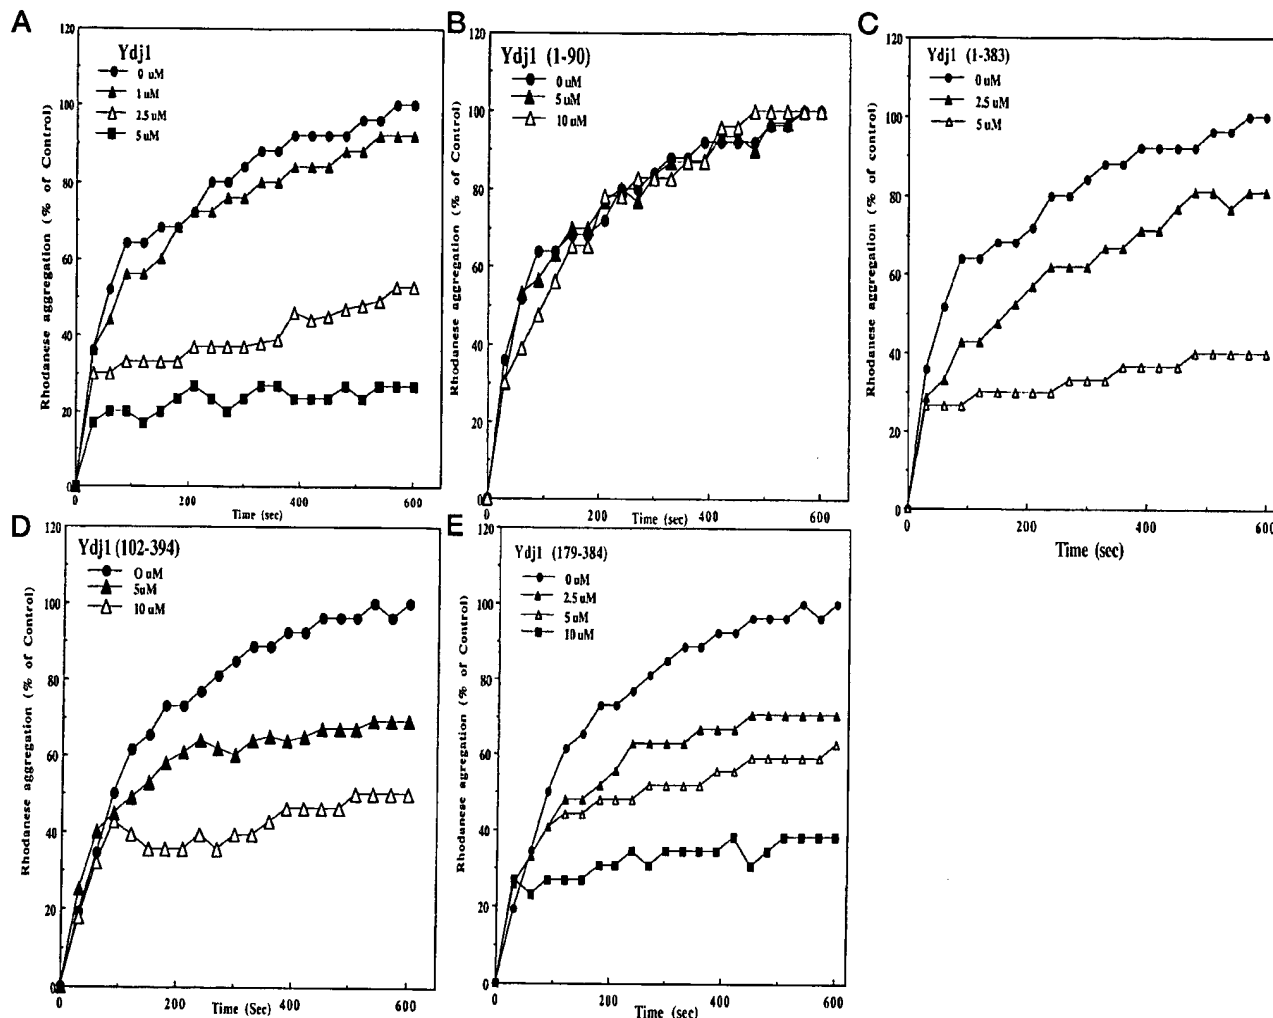 A
120
100
80
60
40
20
0
Rhodanese aggregation (% of Control)
Ydj1
0 uM
1 uM
2.5 uM
5 uM
0
200
400
600
Time (sec)
B
120
100
80
60
40
20
0
Rhodanese aggregation (% of Control)
Ydj1 (1-90)
0 uM
5 uM
10 uM
0
200
400
600
Time (sec)
C
120
100
80
60
40
20
0
Rhodanese aggregation (% of control)
Ydj1 (1-383)
0 uM
2.5 uM
5 uM
0
200
400
600
Time (sec)
D
120
100
80
60
40
20
0
Rhodanese aggregation (% of Control)
Ydj1 (102-394)
O uM
5uM
10 uM
0
200
400
600
Time (Sec)
E
120
100
80
60
40
20
0
Rhodanese agregation (% of Control)
Ydj1 (179-384)
0 uM
2.5 uM
5 uM
10 uM
0
200
400
600
Time (sec)